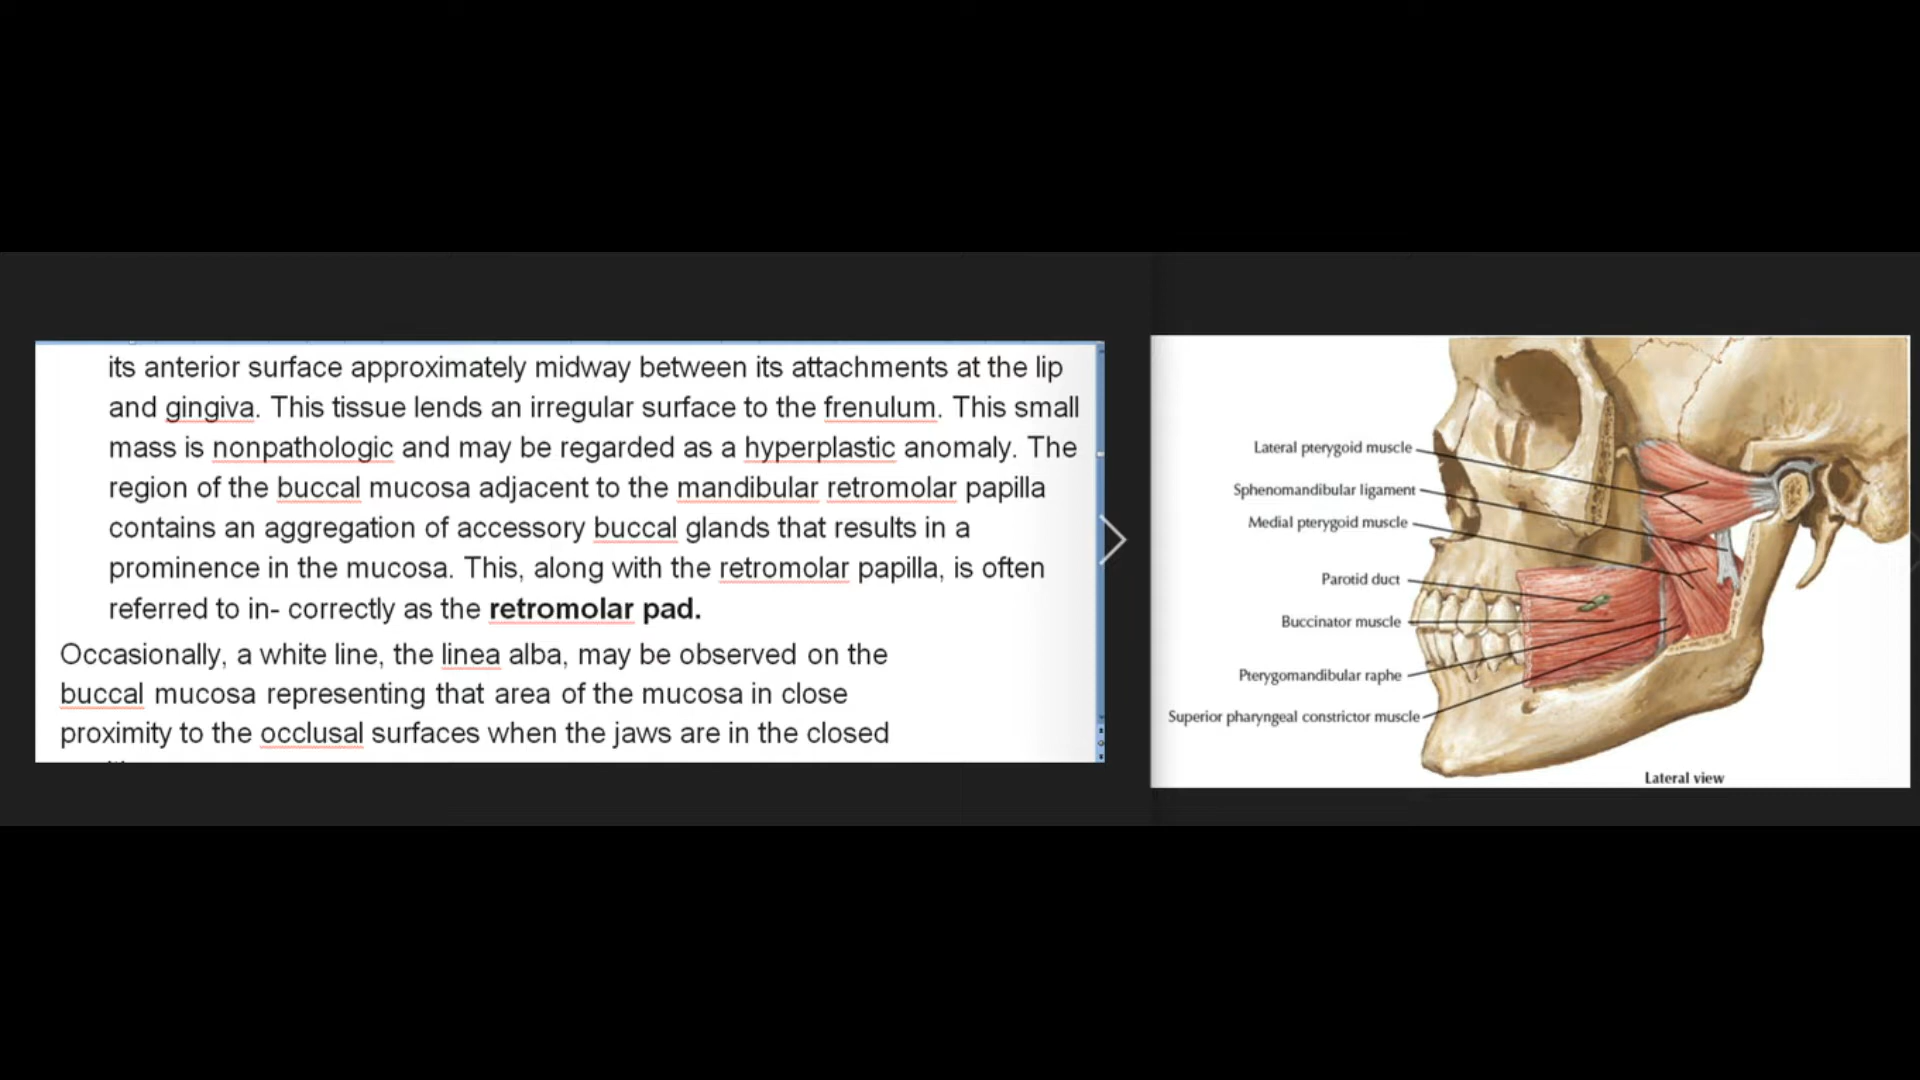 its anterior surface approximately midway between its attachments at the lip
and gingiva. This tissue lends an irregular surface to the frenulum. This small
mass is nonpathologic and may be regarded as a hyperplastic anomaly. The
region of the buccal mucosa adjacent to the mandibular retromolar papilla
contains an aggregation of accessory buccal glands that results in a
prominence in the mucosa. This, along with the retromolar papilla, is often
referred to in- correctly as the retromolar pad.
Occasionally, a white line, the linea alba, may be observed on the
buccal mucosa representing that area of the mucosa in close
proximity to the occlusal surfaces when the jaws are in the closed
Lateral pterygoid muscle
Sphenomandibular ligament
Medial pterygoid muscle
Parotid duct
Buccinator muscle
Pterygomandibular raphe
Superior pharyngeal constrictor muscle
Lateral view